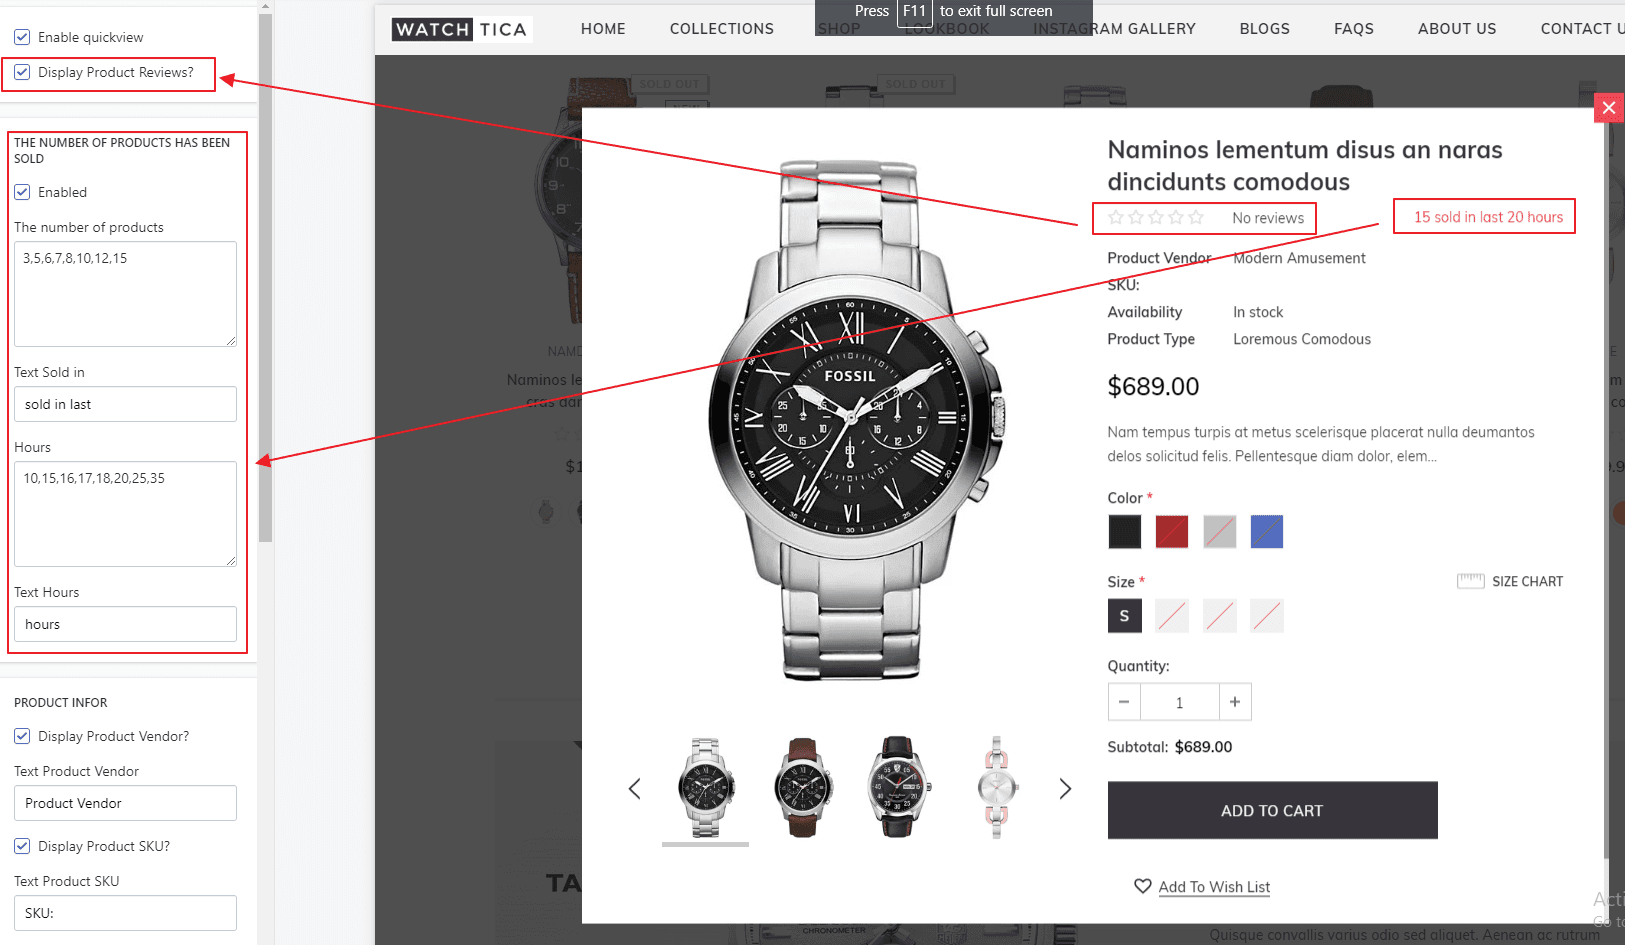 Press F11 to exit full screen
WATCH TICA
HOME
COLLECTIONS
SHOP
LOOKBOOK
INSTAGRAM GALLERY
BLOGS
FAQS
ABOUT US
CONTACT U
Enable quickview
Display Product Reviews?
THE NUMBER OF PRODUCTS HAS BEEN
SOLD
Enabled
The number of products
3,5,6,7,8,10,12,15
Text Sold in
sold in last
Hours
10,15,16,17,18,20,25,35
Text Hours
hours
PRODUCT INFOR
Display Product Vendor?
Text Product Vendor
Product Vendor
Display Product SKU?
Text Product SKU
SKU:
SOLD OUT
SOLD OUT
NEW
Naminos le
cras dar
FOSSIL
Naminos lementum disus an naras
dincidunts comodous
No reviews
15 sold in last 20 hours
Product Vendor Modern Amusement
SKU:
Availability In stock
Product Type Loremous Comodous
$689.00
Nam tempus turpis at metus scelerisque placerat nulla deumantos
delos solicitud felis. Pellentesque diam dolor, elem...
Color *
Size *
SIZE CHART
S
Quantity:
− 1 +
Subtotal: $689.00
ADD TO CART
Add To Wish List
TA
CHRONOMETER
Acti
Go to
Quisque convallis varius odio sed aliquet. Aenean ac rutrum